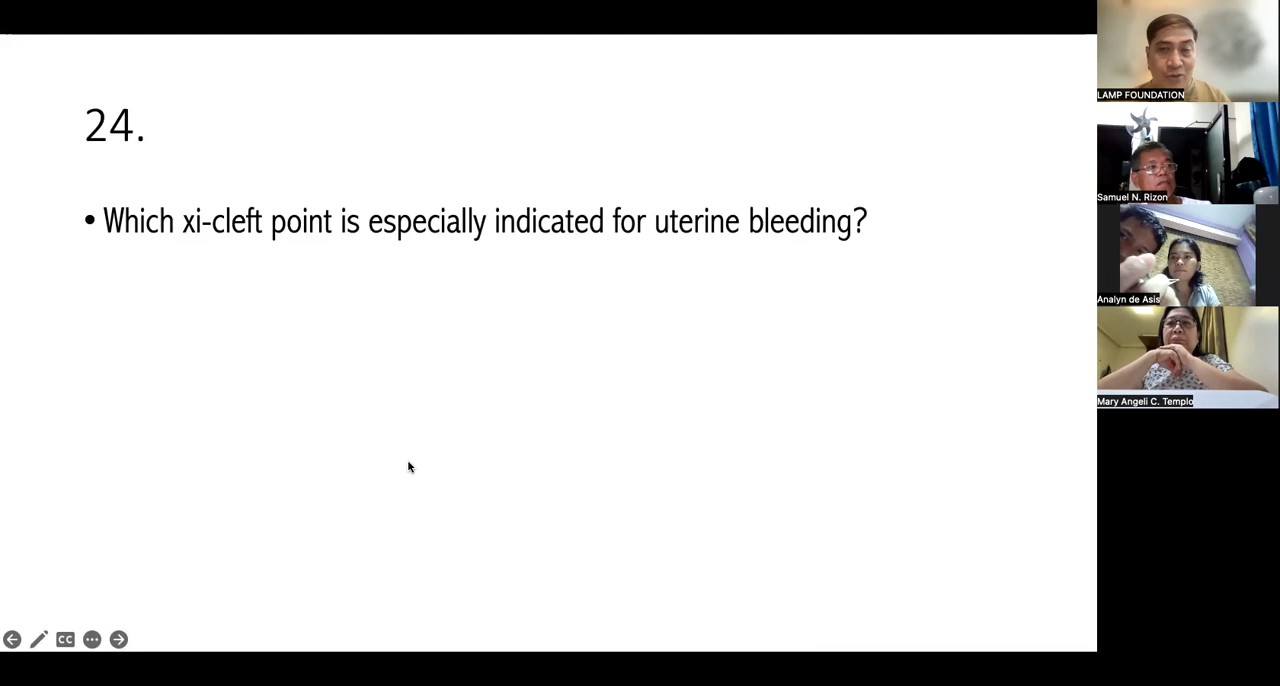 24.
• Which xi-cleft point is especially indicated for uterine bleeding?
LAMP FOUNDATION
Samuel N. Rizon
Analyn de Asis
Mary Angeli C. Templo
CC